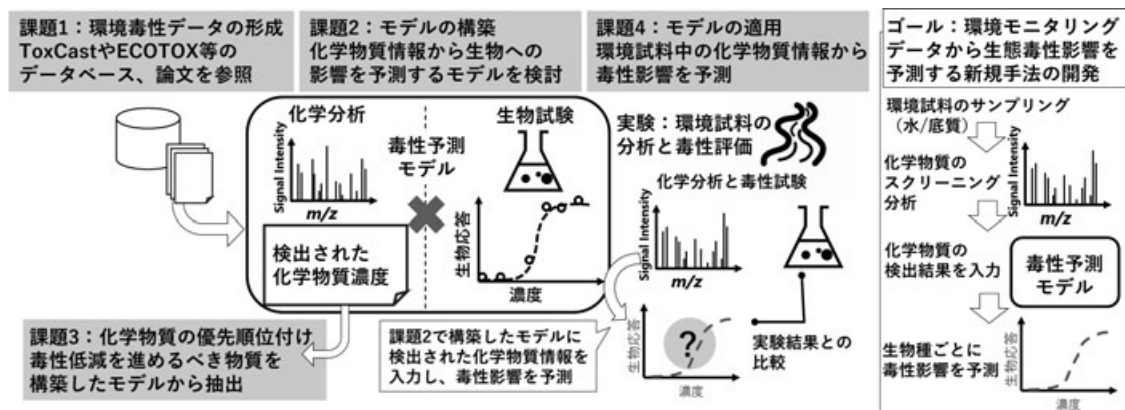 課題1：環境毒性データの形成
ToxCastやECOTOX等の
データベース、論文を参照
課題2：モデルの構築
化学物質情報から生物への
影響を予測するモデルを検討
課題4：モデルの適用
環境試料中の化学物質情報から
毒性影響を予測
化学分析
Signal Intensity
m/z
毒性予測
モデル
生物試験
生物応答
濃度
検出された
化学物質濃度
課題3：化学物質の優先順位付け
毒性低減を進めるべき物質を
構築したモデルから抽出
実験：環境試料の
分析と毒性評価
化学分析と毒性試験
Signal Intensity
m/z
課題2で構築したモデルに
検出された化学物質情報を
入力し、毒性影響を予測
生物応答
?
濃度
実験結果との
比較
ゴール：環境モニタリング
データから生態毒性影響を
予測する新規手法の開発
環境試料のサンプリング
（水/底質）
化学物質の
スクリーニング
分析
Signal Intensity
m/z
化学物質の
検出結果を入力
毒性予測
モデル
生物種ごとに
毒性影響を予測
生物応答
濃度